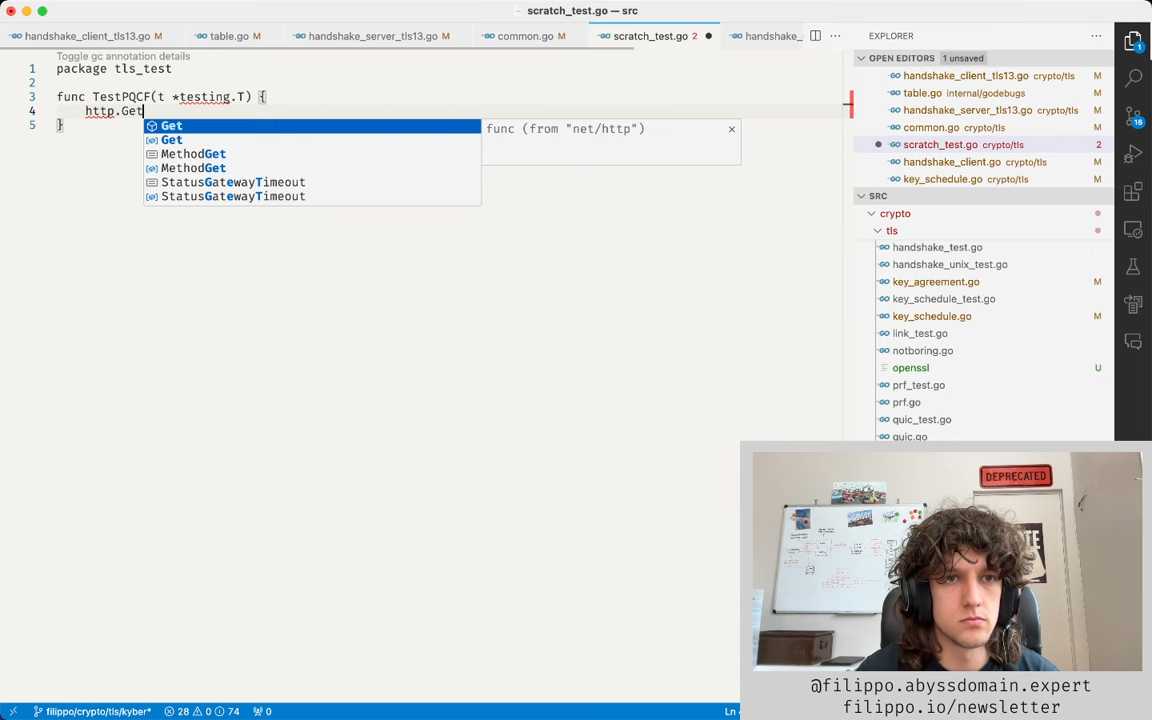 scratch_test.go — src
handshake_client_tls13.go M
table.go M
handshake_server_tls13.go M
common.go M
scratch_test.go 2
handshake_
EXPLORER
Toggle gc annotation details
1 package tls_test
2
3 func TestPQCF(t *testing.T) {
4 http.Get
5 }
Get
Get
MethodGet
MethodGet
StatusGatewayTimeout
StatusGatewayTimeout
func (from "net/http")
OPEN EDITORS 1 unsaved
handshake_client_tls13.go crypto/tls M
table.go internal/godebugs M
handshake_server_tls13.go crypto/tls M
common.go crypto/tls M
scratch_test.go crypto/tls 2
handshake_client.go crypto/tls M
key_schedule.go crypto/tls M
SRC
crypto
tls
handshake_test.go
handshake_unix_test.go
key_agreement.go M
key_schedule_test.go
key_schedule.go M
link_test.go
notboring.go
openssl U
prf_test.go
prf.go
quic_test.go
quic.go
1
16
DEPRECATED
@filippo.abyssdomain.expert
filippo.io/newsletter
filippo/crypto/tls/kyber* 28 0 74 0
Ln